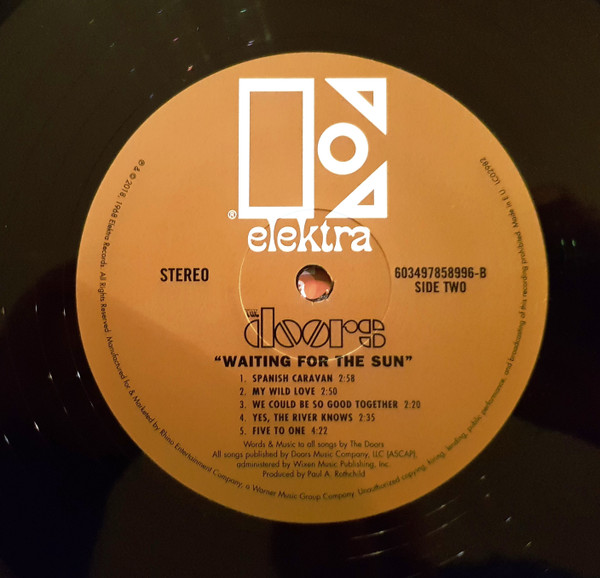 ®
elektra
STEREO
603497858996-B
SIDE TWO
THE
doors
"WAITING FOR THE SUN"
1. SPANISH CARAVAN 2:58
2. MY WILD LOVE 2:50
3. WE COULD BE SO GOOD TOGETHER 2:20
4. YES, THE RIVER KNOWS 2:35
5. FIVE TO ONE 4:22
Words & Music to all songs by The Doors
All songs published by Doors Music Company, LLC (ASCAP),
administered by Wixen Music Publishing, Inc.
Produced by Paul A. Rothchild
℗ & © 2018, 1968 Elektra Records. All Rights Reserved. Manufactured for & Marketed by Rhino Entertainment Company, a Warner Music Group Company. Unauthorized copying, hiring, lending, public performance, and broadcasting of this recording prohibited. Made in E.U. LC02982